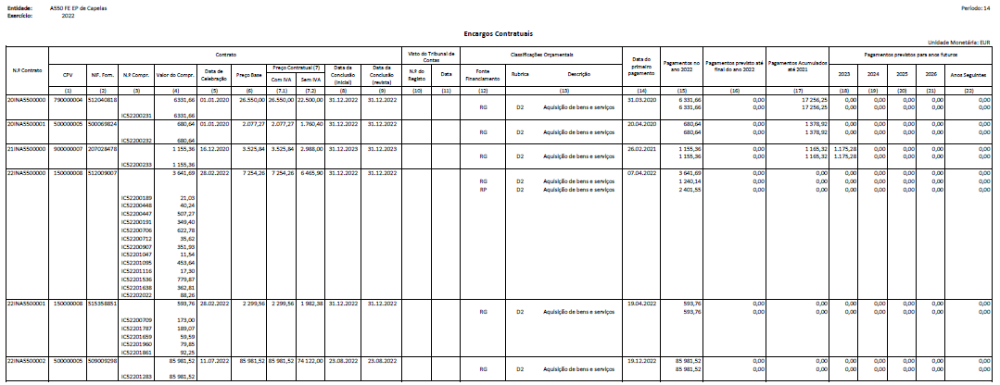 Entidade: A550 FE EP de Capelas Período: 14
Exercício: 2022
Encargos Contratuais
Unidade Monetária: EUR
N.º Contrato Contrato Visto do Tribunal de Contas Classificações Orçamentais Data do primeiro pagamento Pagamentos no ano 2022 Pagamentos previsto até final do ano 2022 Pagamentos Acumulados até 2021 Pagamentos previstos para anos futuros
CPV NIF. Forn. N.º Compr. Valor do Compr. Data de Celebração Preço Base Preço Contratual (7) Data da Conclusão (inicial) Data da Conclusão (revista) N.º do Registo Data Fonte Financiamento Rubrica Descrição 2023 2024 2025 2026 Anos Seguintes
Com IVA Sem IVA
(1) (2) (3) (4) (5) (6) (7.1) (7.2) (8) (9) (10) (11) (12) (13) (14) (15) (16) (17) (18) (19) (20) (21) (22)
20INA5500000 790000004 512040818 6331,66 01.01.2020 26.550,00 26.550,00 22.500,00 31.12.2022 31.12.2022 31.03.2020 6 331,66 0,00 17 256,25 0,00 0,00 0,00 0,00 0,00
RG D2 Aquisição de bens e serviços 6 331,66 0,00 17 256,25 0,00 0,00 0,00 0,00 0,00
IC52200231 6331,66
20INA5500001 500000005 500069824 680,64 01.01.2020 2.077,27 2.077,27 1.760,40 31.12.2022 31.12.2022 20.04.2020 680,64 0,00 1 378,92 0,00 0,00 0,00 0,00 0,00
RG D2 Aquisição de bens e serviços 680,64 0,00 1 378,92 0,00 0,00 0,00 0,00 0,00
IC52200232 680,64
21INA5500000 900000007 207028478 1 155,36 16.12.2020 3.525,84 3.525,84 2.988,00 31.12.2023 31.12.2023 26.02.2021 1 155,36 0,00 1 165,32 1.175,28 0,00 0,00 0,00 0,00
RG D2 Aquisição de bens e serviços 1 155,36 0,00 1 165,32 1.175,28 0,00 0,00 0,00 0,00
IC52200233 1 155,36
22INA5500000 150000008 512009007 3 641,69 28.02.2022 7 254,26 7 254,26 6 465,90 31.12.2022 31.12.2022 07.04.2022 3 641,69 0,00 0,00 0,00 0,00 0,00 0,00 0,00
RG D2 Aquisição de bens e serviços 1 240,14 0,00 0,00 0,00 0,00 0,00 0,00 0,00
RP D2 Aquisição de bens e serviços 2 401,55 0,00 0,00 0,00 0,00 0,00 0,00 0,00
IC52200189 21,03
IC52200448 40,24
IC52200447 507,27
IC52200191 349,40
IC52200706 622,78
IC52200712 35,62
IC52200907 351,93
IC52201047 11,54
IC52201095 453,64
IC52201116 17,30
IC52201536 779,87
IC52201638 362,81
IC52202022 88,26
22INA5500001 150000008 515358851 593,76 28.02.2022 2 299,56 2 299,56 1 982,38 31.12.2022 31.12.2022 19.04.2022 593,76 0,00 0,00 0,00 0,00 0,00 0,00 0,00
RG D2 Aquisição de bens e serviços 593,76 0,00 0,00 0,00 0,00 0,00 0,00 0,00
IC52200709 173,00
IC52201787 189,07
IC52201659 59,59
IC52201960 79,85
IC52201861 92,25
22INA5500002 500000005 509009298 85 981,52 11.07.2022 85 981,52 85 981,52 74 122,00 23.08.2022 23.08.2022 19.12.2022 85 981,52 0,00 0,00 0,00 0,00 0,00 0,00 0,00
RG D2 Aquisição de bens e serviços 85 981,52 0,00 0,00 0,00 0,00 0,00 0,00 0,00
IC52201283 85 981,52